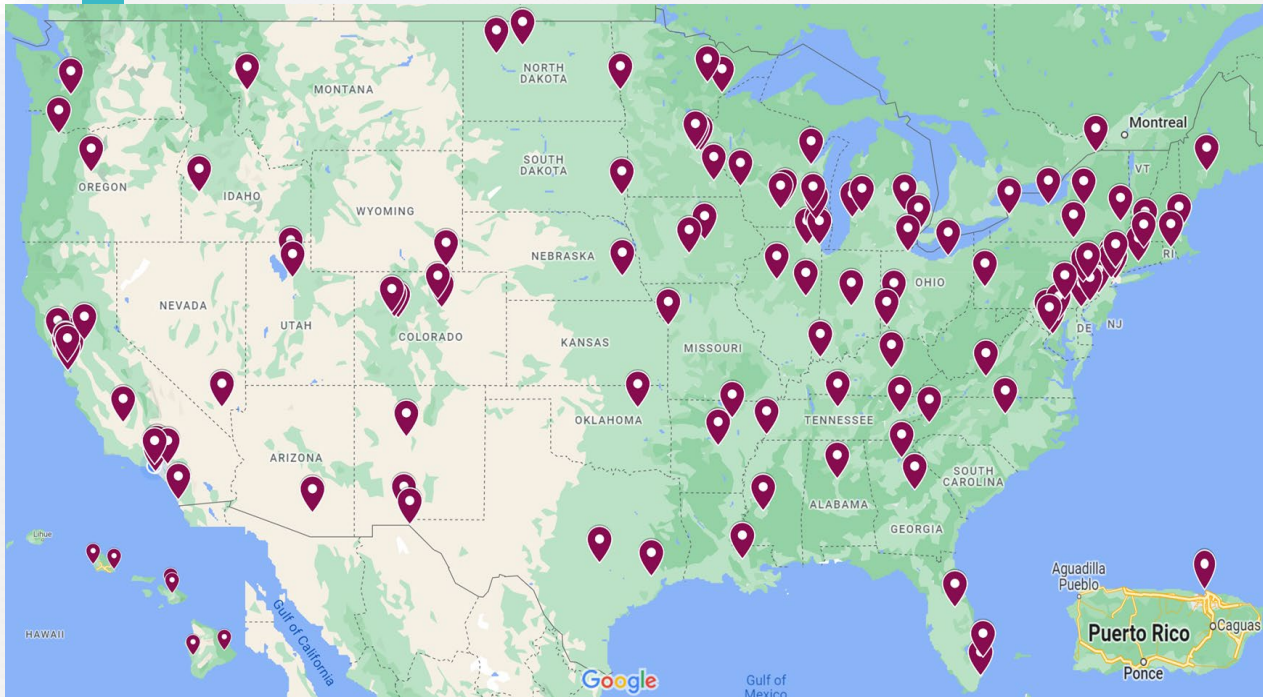 Montreal
NORTH
DAKOTA
MONTANA
VT
SOUTH
DAKOTA
OREGON
IDAHO
WYOMING
RI
NEBRASKA
OHIO
NEVADA
UTAH
COLORADO
KANSAS
MISSOURI
DE
NJ
OKLAHOMA
TENNESSEE
ARIZONA
SOUTH
CAROLINA
ALABAMA
GEORGIA
Lihue
HAWAII
Gulf of California
Google
Gulf of
Mexico
Aguadilla
Pueblo
Puerto Rico
Caguas
Ponce